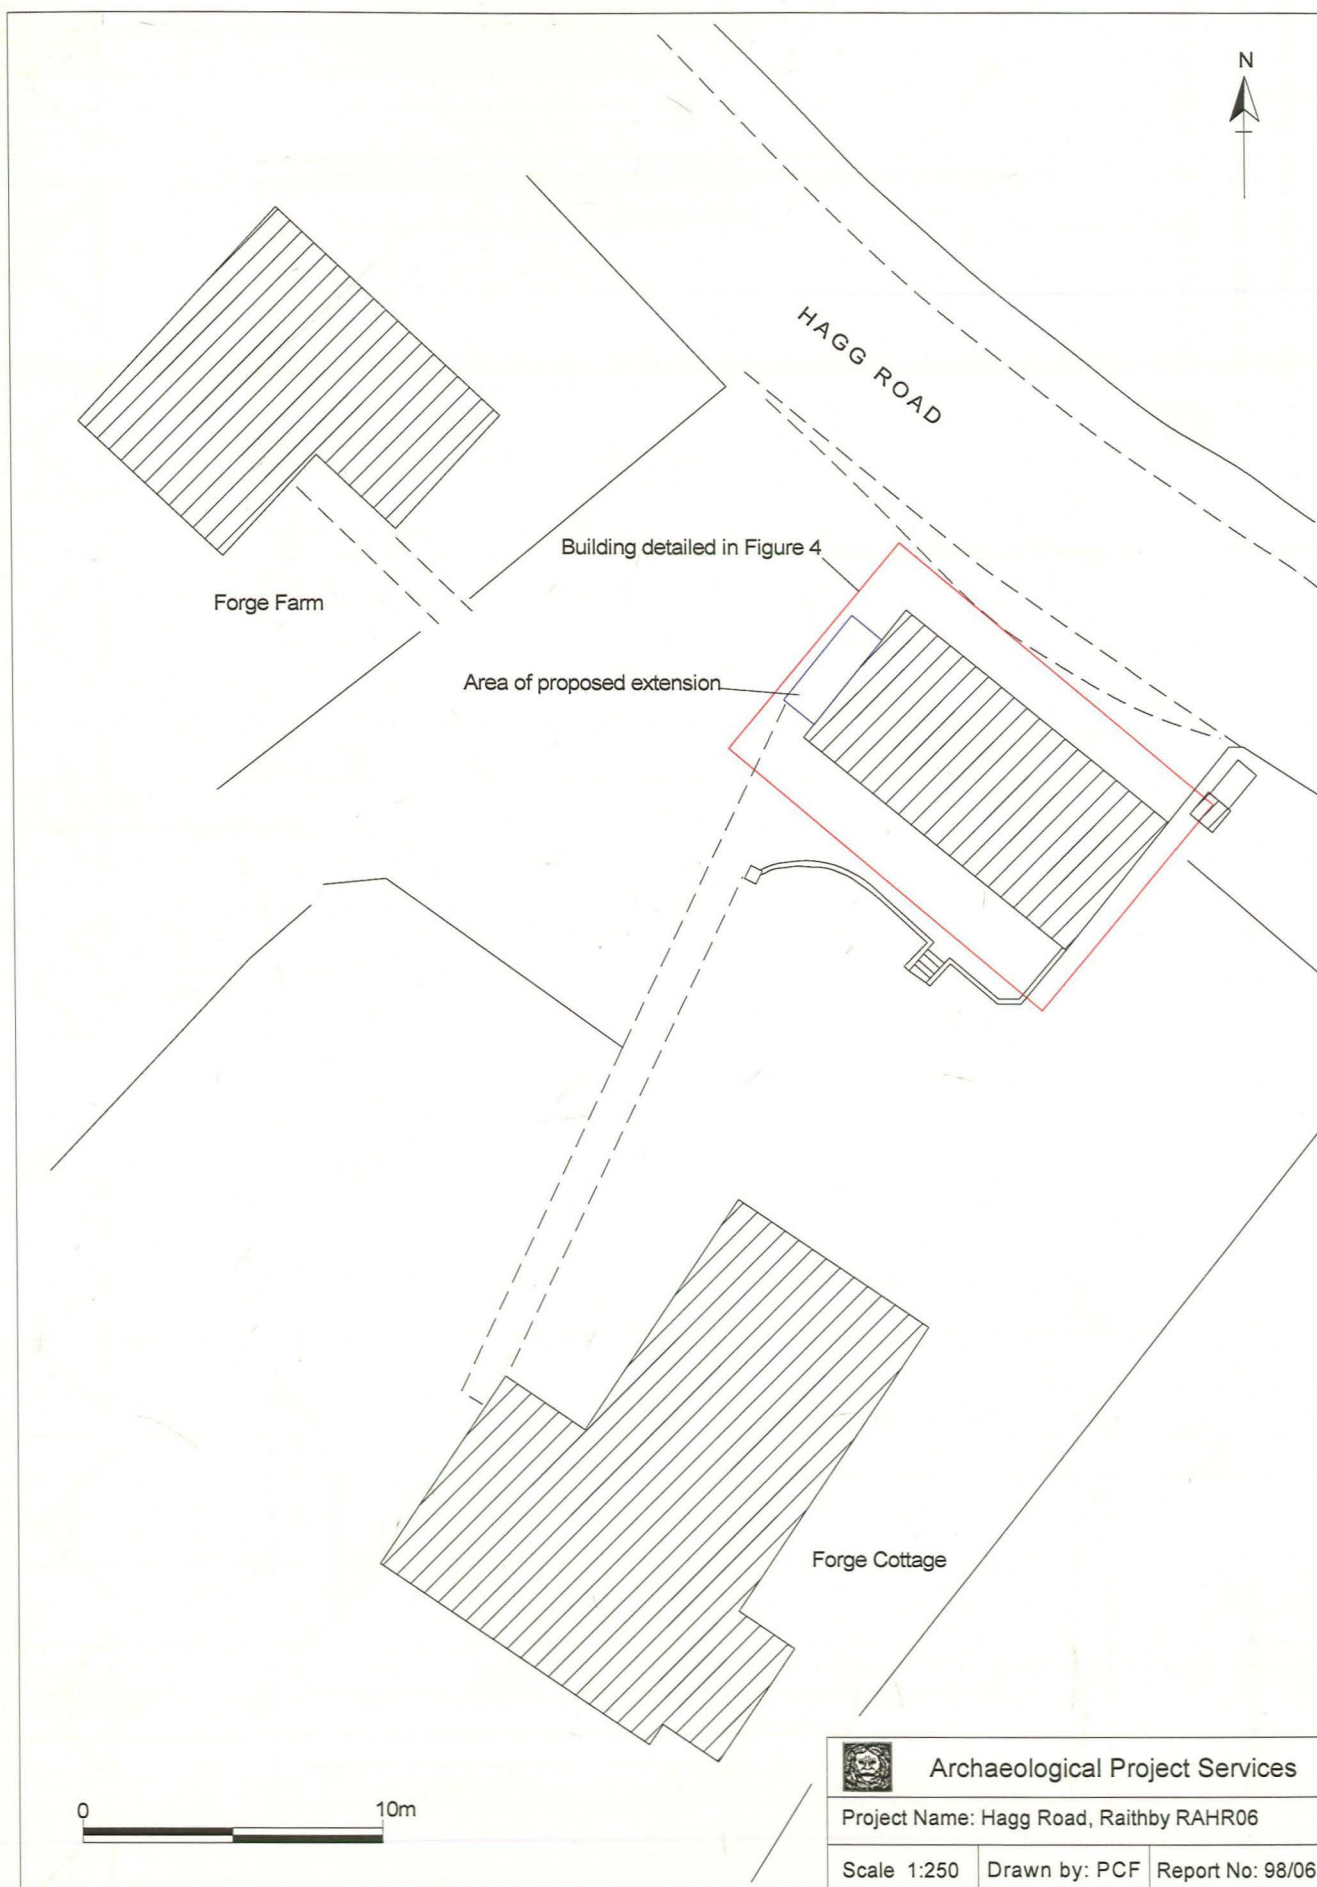 N
HAGG ROAD
Building detailed in Figure 4
Forge Farm
Area of proposed extension
Forge Cottage
0 10m
Archaeological Project Services
Project Name: Hagg Road, Raithby RAHR06
Scale 1:250 Drawn by: PCF Report No: 98/06